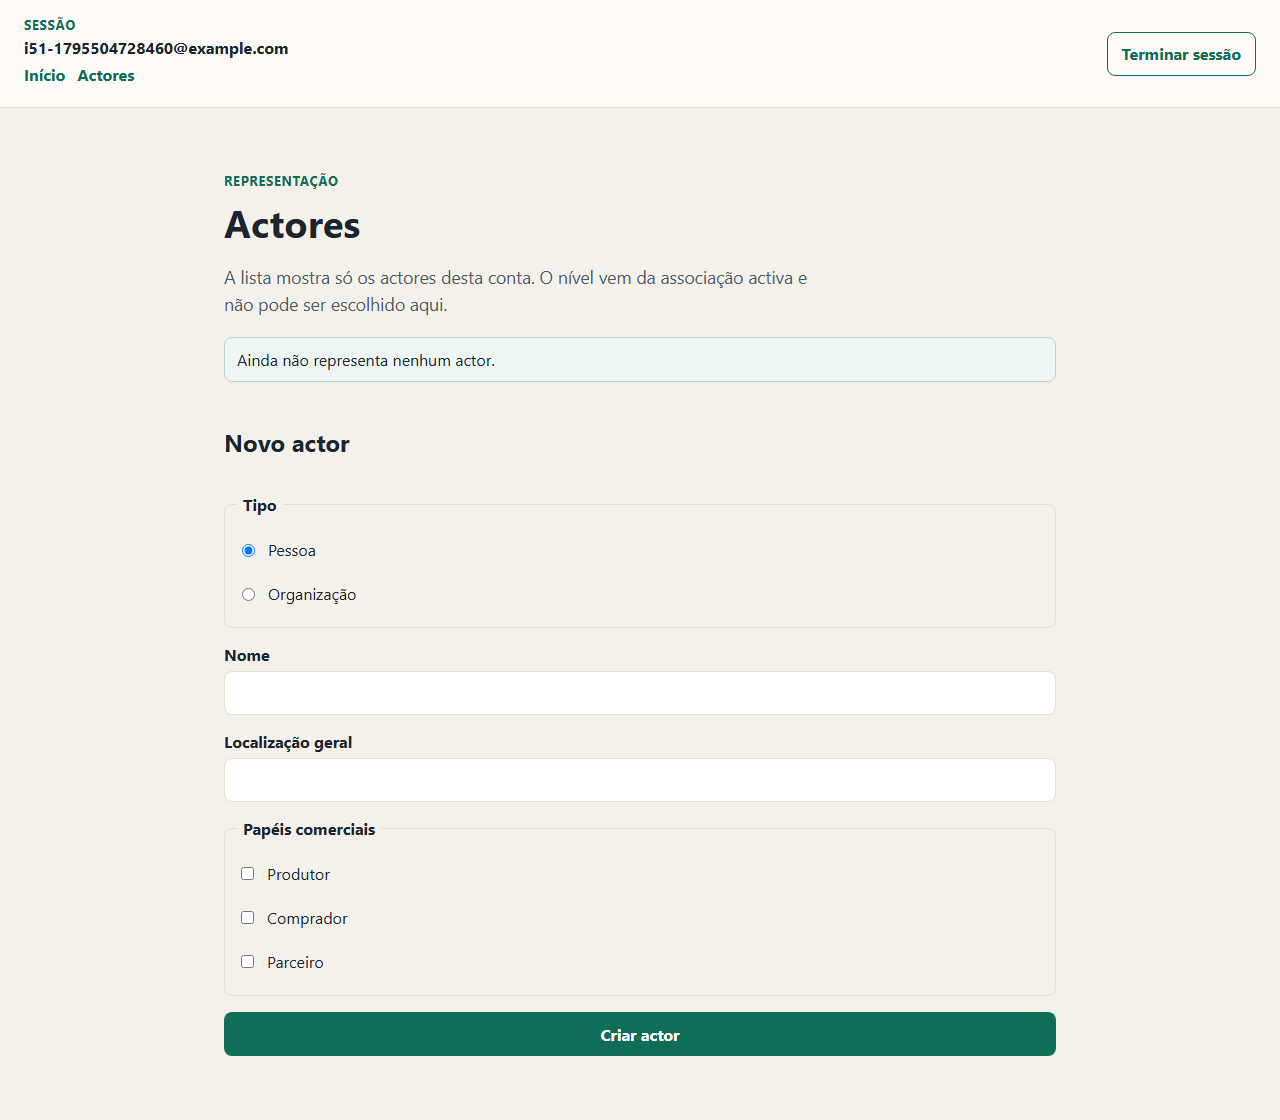 SESSÃO
i51-1795504728460@example.com
Início Actores
Terminar sessão
REPRESENTAÇÃO
Actores
A lista mostra só os actores desta conta. O nível vem da associação activa e
não pode ser escolhido aqui.
Ainda não representa nenhum actor.
Novo actor
Tipo
Pessoa
Organização
Nome
Localização geral
Papéis comerciais
Produtor
Comprador
Parceiro
Criar actor